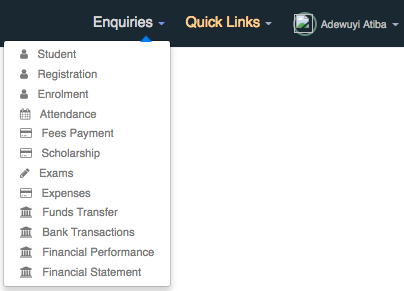 Enquiries Quick Links Adewuyi Atiba
Student
Registration
Enrolment
Attendance
Fees Payment
Scholarship
Exams
Expenses
Funds Transfer
Bank Transactions
Financial Performance
Financial Statement